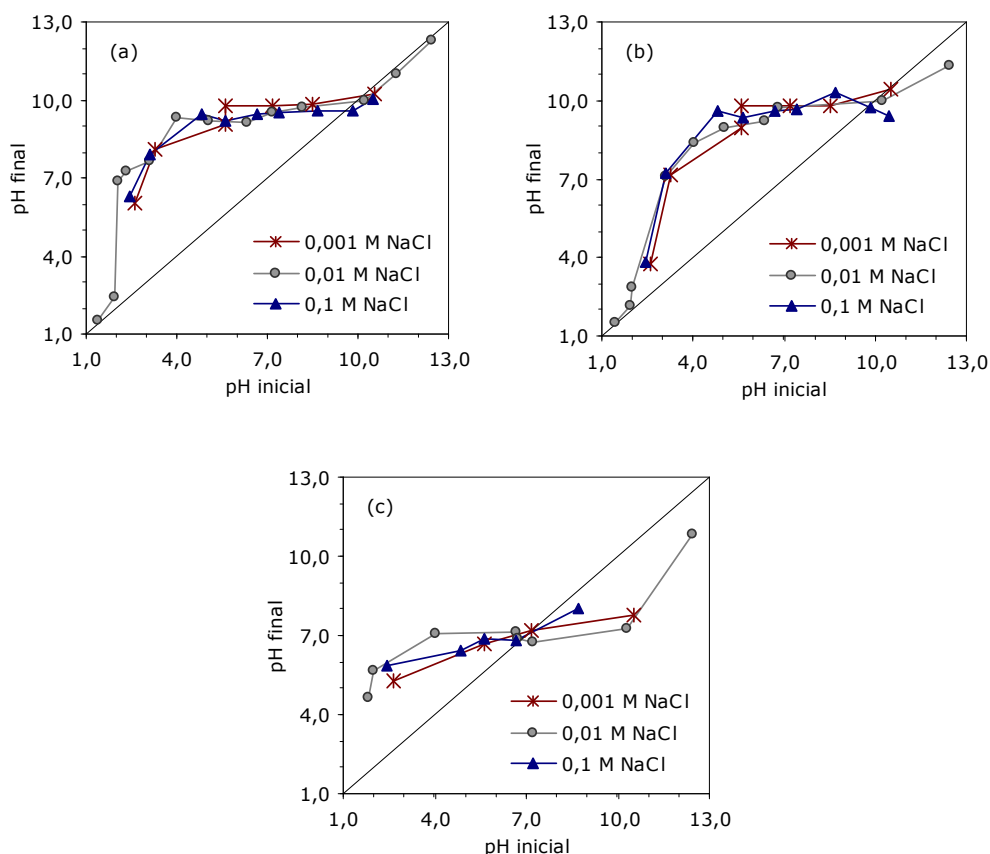 13,0
(a)
10,0
7,0
4,0
1,0
pH final
0,001 M NaCl
0,01 M NaCl
0,1 M NaCl
1,0 4,0 7,0 10,0 13,0
pH inicial
13,0
(b)
10,0
7,0
4,0
1,0
pH final
0,001 M NaCl
0,01 M NaCl
0,1 M NaCl
1,0 4,0 7,0 10,0 13,0
pH inicial
13,0
(c)
10,0
7,0
4,0
1,0
pH final
0,001 M NaCl
0,01 M NaCl
0,1 M NaCl
1,0 4,0 7,0 10,0 13,0
pH inicial